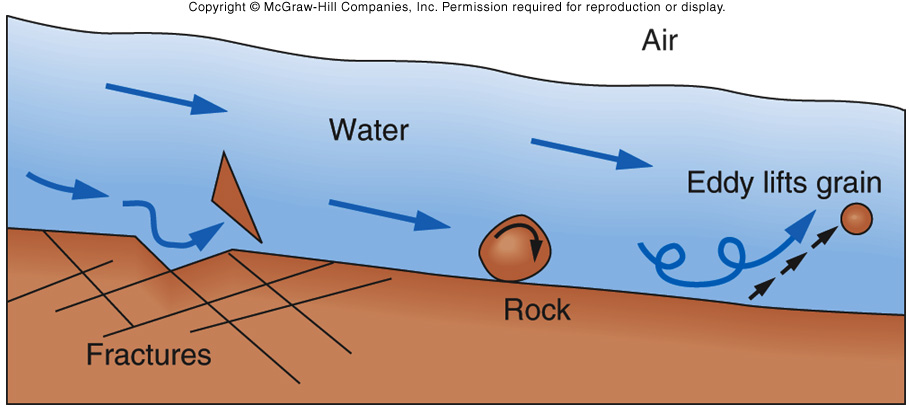 Copyright © McGraw-Hill Companies, Inc. Permission required for reproduction or display.
Air
Water
Eddy lifts grain
Rock
Fractures